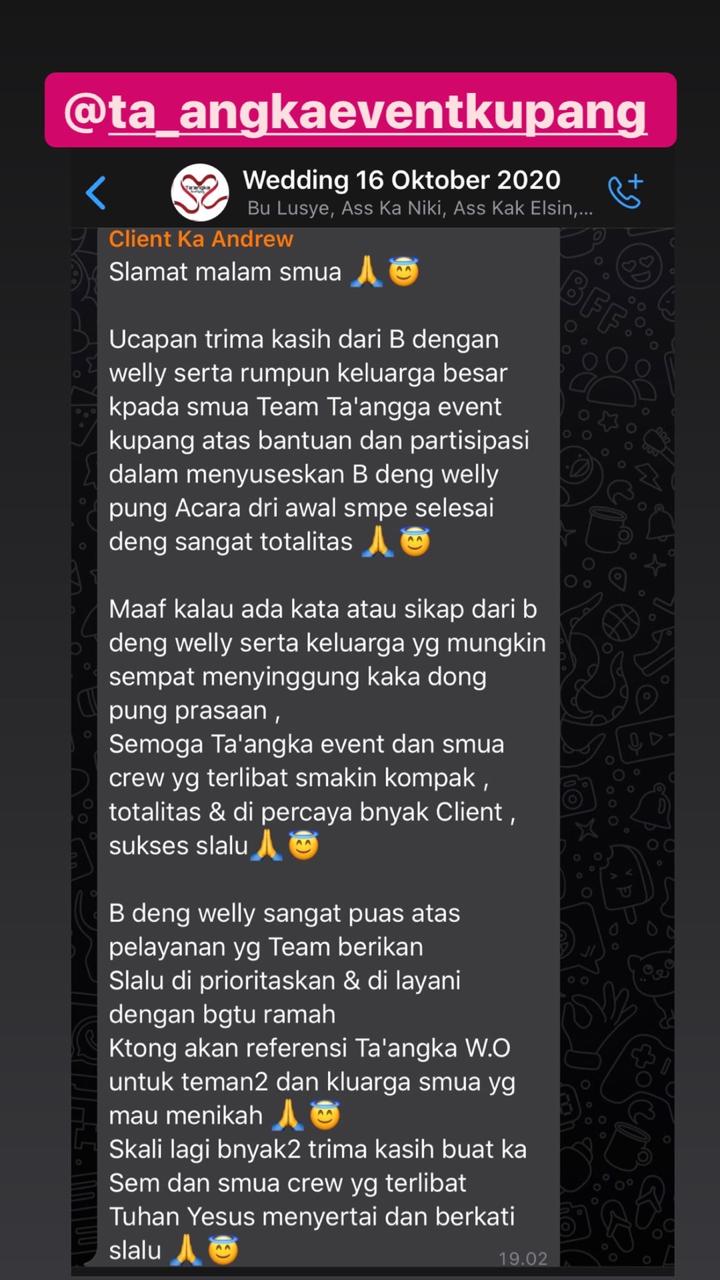 @ta_angkaeventkupang
Wedding 16 Oktober 2020
Bu Lusye, Ass Ka Niki, Ass Kak Elsin,...
Client Ka Andrew
Slamat malam smua 🙏😇
Ucapan trima kasih dari B dengan
welly serta rumpun keluarga besar
kpada smua Team Ta'angga event
kupang atas bantuan dan partisipasi
dalam menyuseskan B deng welly
pung Acara dri awal smpe selesai
deng sangat totalitas 🙏😇
Maaf kalau ada kata atau sikap dari b
deng welly serta keluarga yg mungkin
sempat menyinggung kaka dong
pung prasaan ,
Semoga Ta'angka event dan smua
crew yg terlibat smakin kompak ,
totalitas & di percaya bnyak Client ,
sukses slalu🙏😇
B deng welly sangat puas atas
pelayanan yg Team berikan
Slalu di prioritaskan & di layani
dengan bgtu ramah
Ktong akan referensi Ta'angka W.O
untuk teman2 dan kluarga smua yg
mau menikah 🙏😇
Skali lagi bnyak2 trima kasih buat ka
Sem dan smua crew yg terlibat
Tuhan Yesus menyertai dan berkati
slalu 🙏😇
19.02